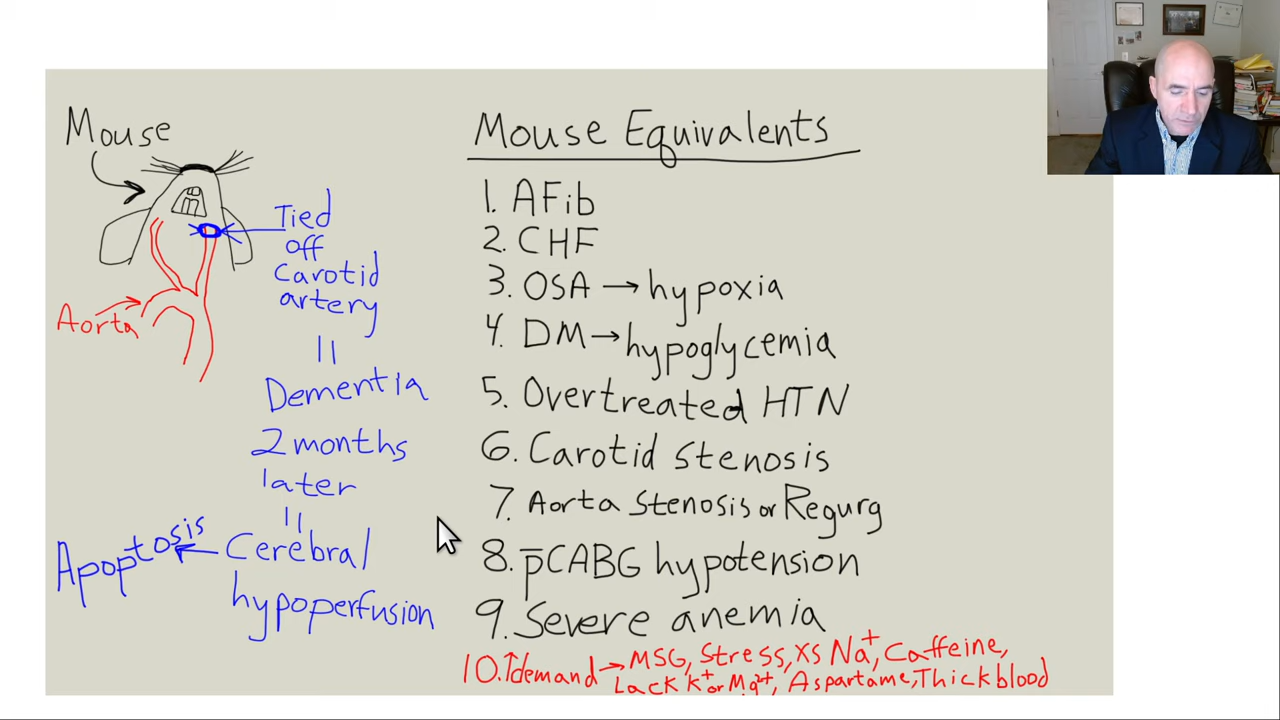 Mouse
Tied
off
Carotid
artery
Aorta
=
Dementia
2 months
later
=
Cerebral
hypoperfusion
Apoptosis
Mouse Equivalents
1. AFib
2. CHF
3. OSA → hypoxia
4. DM → hypoglycemia
5. Overtreated HTN
6. Carotid Stenosis
7. Aorta Stenosis or Regurg
8. p̄CABG hypotension
9. Severe anemia
10. ↑demand → MSG, Stress, XS Na⁺, Caffeine,
Lack K⁺ or Mg²⁺, Aspartame, Thick blood